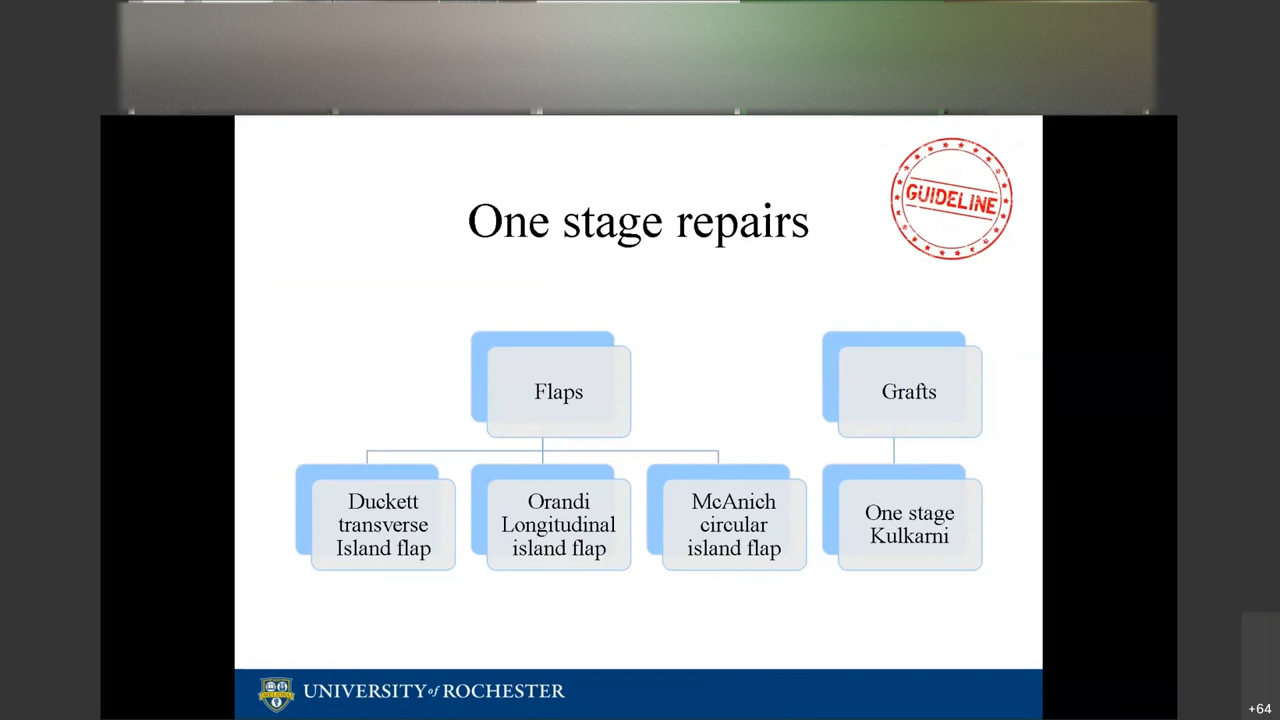 One stage repairs
GUIDELINE
Flaps
Grafts
Duckett
transverse
Island flap
Orandi
Longitudinal
island flap
McAnich
circular
island flap
One stage
Kulkarni
UNIVERSITY of ROCHESTER
+64